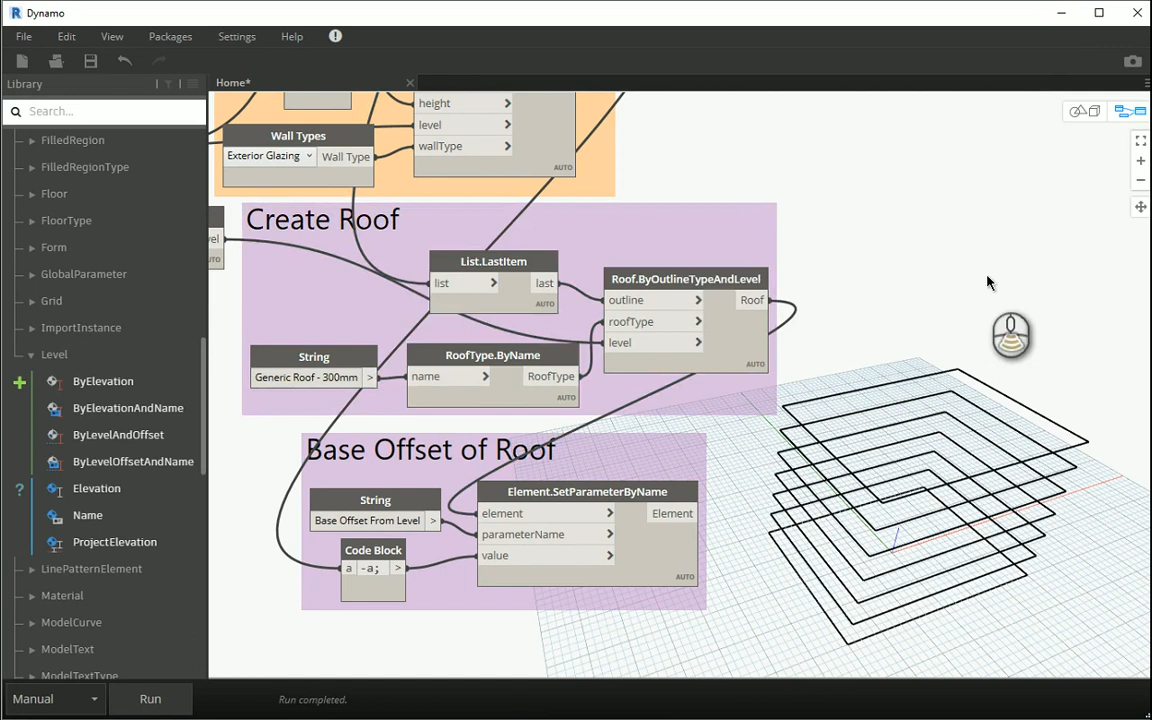 Dynamo
File Edit View Packages Settings Help
Library
Home*
Search...
FilledRegion
FilledRegionType
Floor
FloorType
Form
GlobalParameter
Grid
ImportInstance
Level
ByElevation
ByElevationAndName
ByLevelAndOffset
ByLevelOffsetAndName
Elevation
Name
ProjectElevation
LinePatternElement
Material
ModelCurve
ModelText
ModelTextType
Wall Types
Exterior Glazing
Wall Type
height >
level >
wallType >
AUTO
Create Roof
List.LastItem
list > last
AUTO
Roof.ByOutlineTypeAndLevel
outline > Roof
roofType >
level >
AUTO
String
Generic Roof - 300mm >
RoofType.ByName
name > RoofType
AUTO
Base Offset of Roof
String
Base Offset From Level >
Code Block
a -a; >
Element.SetParameterByName
element > Element
parameterName >
value >
AUTO
Manual
Run
Run completed.